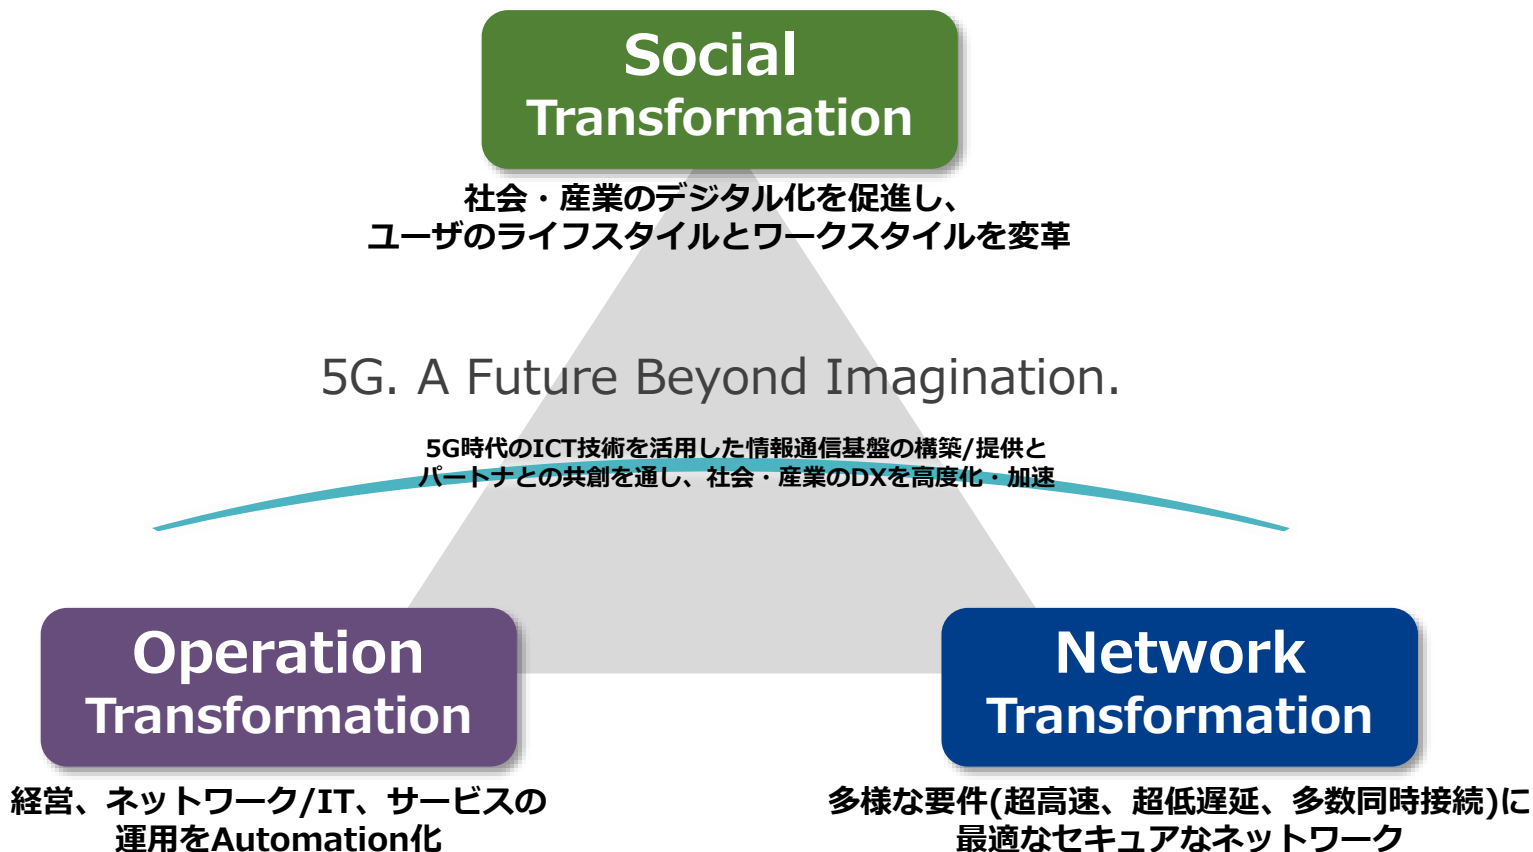 Social
Transformation
社会・産業のデジタル化を促進し、
ユーザのライフスタイルとワークスタイルを変革
5G. A Future Beyond Imagination.
5G時代のICT技術を活用した情報通信基盤の構築/提供と
パートナとの共創を通し、社会・産業のDXを高度化・加速
Operation
Transformation
経営、ネットワーク/IT、サービスの
運用をAutomation化
Network
Transformation
多様な要件(超高速、超低遅延、多数同時接続)に
最適なセキュアなネットワーク